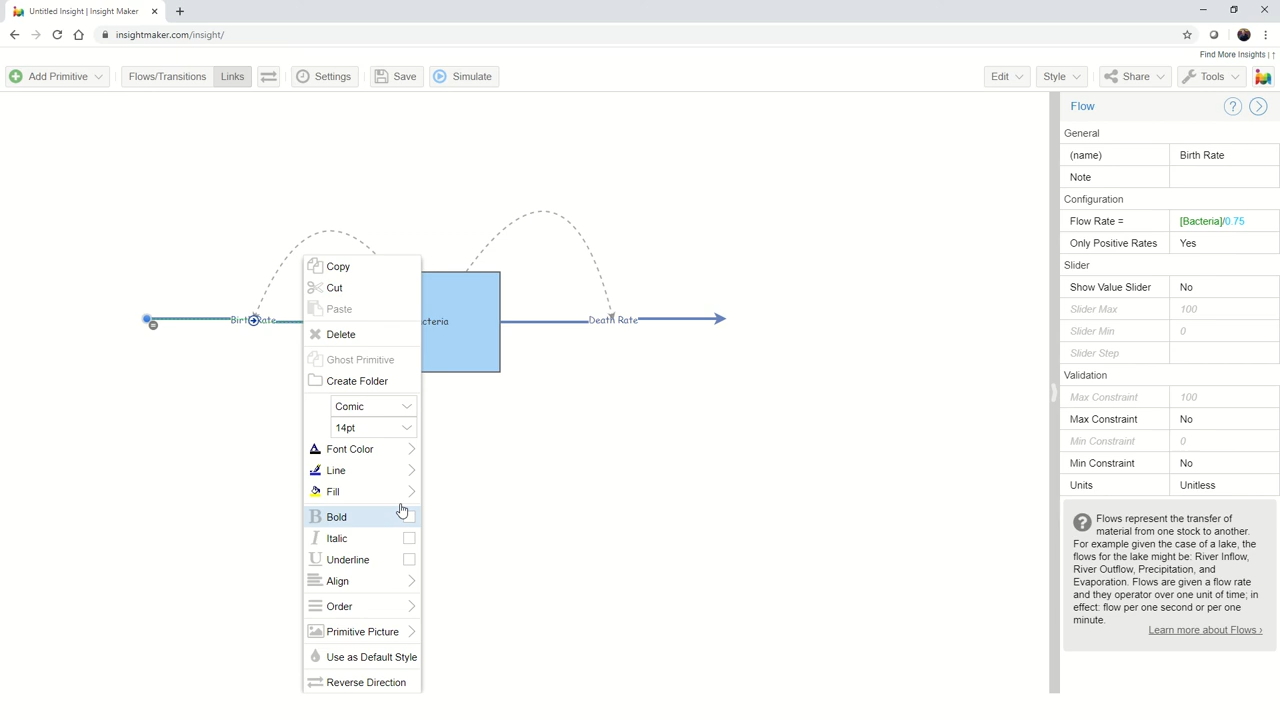 Untitled Insight | Insight Maker
insightmaker.com/insight/
Find More Insights | ↑
Add Primitive
Flows/Transitions
Links
Settings
Save
Simulate
Edit
Style
Share
Tools
Flow
General
(name) Birth Rate
Note
Configuration
Flow Rate = [Bacteria]/0.75
Only Positive Rates Yes
Slider
Show Value Slider No
Slider Max 100
Slider Min 0
Slider Step
Validation
Max Constraint 100
Max Constraint No
Min Constraint 0
Min Constraint No
Units Unitless
Flows represent the transfer of
material from one stock to another.
For example given the case of a lake, the
flows for the lake might be: River Inflow,
River Outflow, Precipitation, and
Evaporation. Flows are given a flow rate
and they operator over one unit of time; in
effect: flow per one second or per one
minute.
Learn more about Flows ›
Rate
cteria
Death Rate
Copy
Cut
Paste
Delete
Ghost Primitive
Create Folder
Comic
14pt
Font Color
Line
Fill
B Bold
I Italic
U Underline
Align
Order
Primitive Picture
Use as Default Style
Reverse Direction